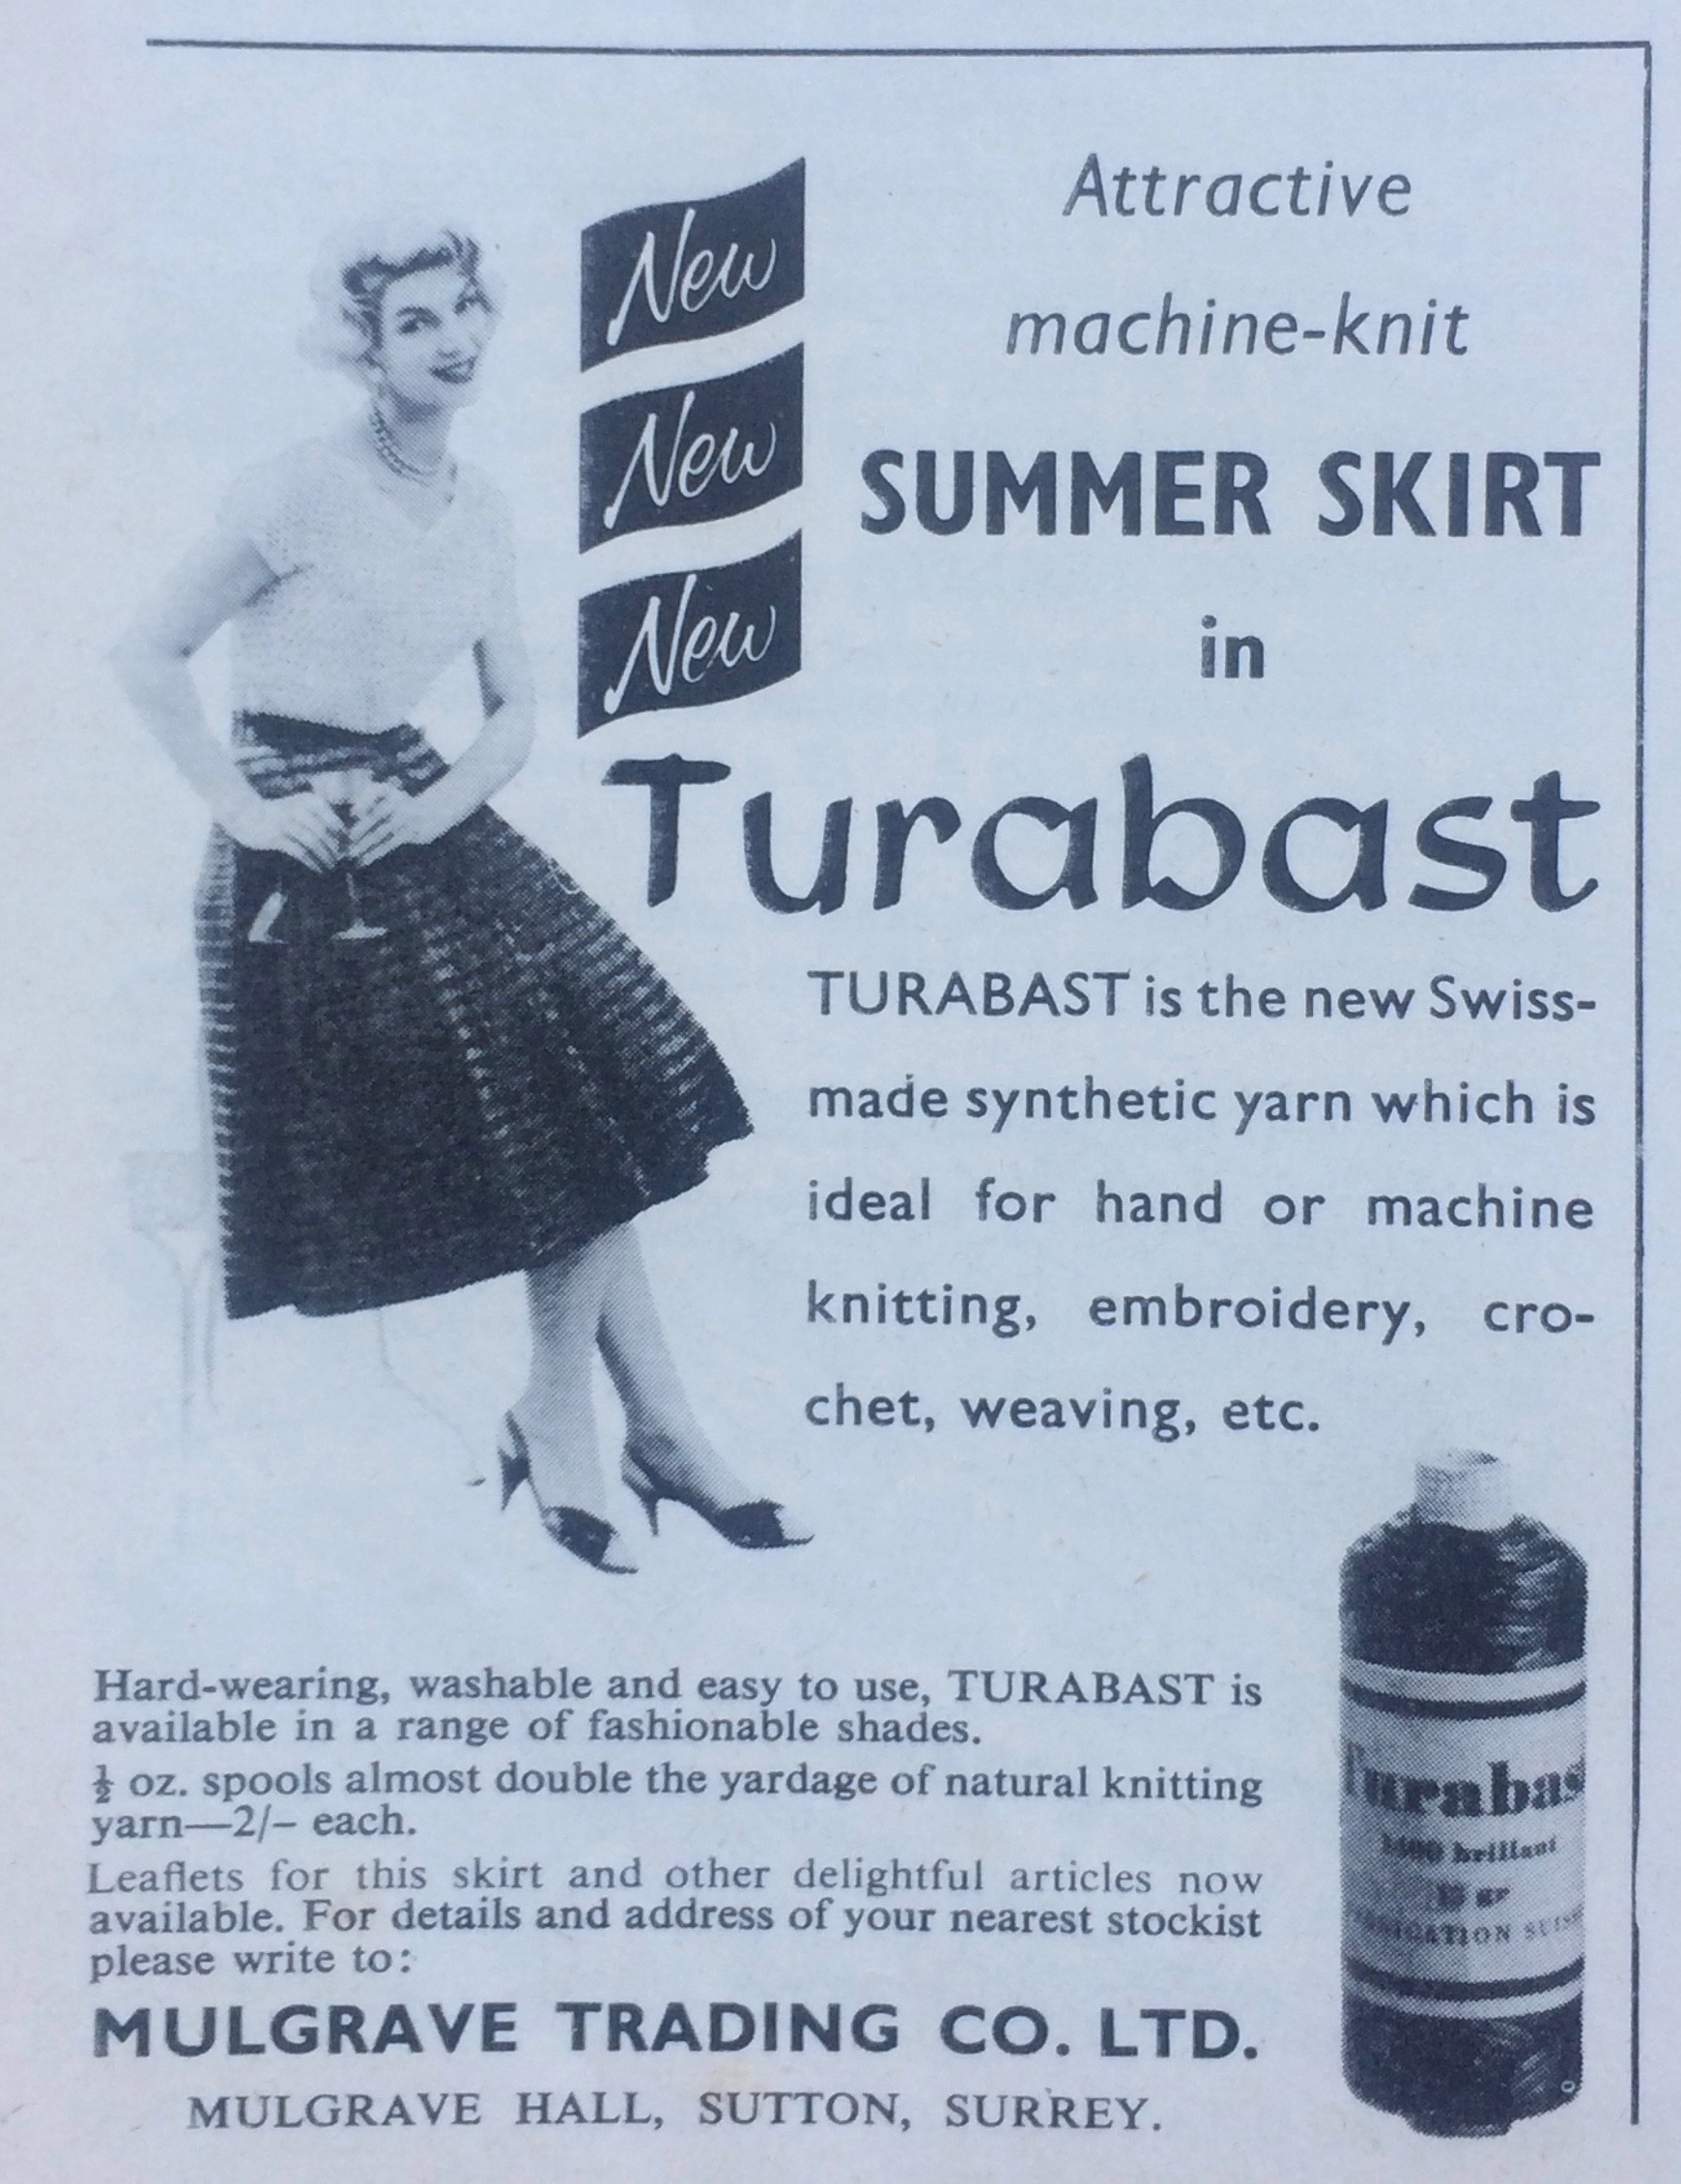 New
New
New
Attractive
machine-knit
SUMMER SKIRT
in
Turabast
TURABAST is the new Swiss-
made synthetic yarn which is
ideal for hand or machine
knitting, embroidery, cro-
chet, weaving, etc.
Hard-wearing, washable and easy to use, TURABAST is
available in a range of fashionable shades.
½ oz. spools almost double the yardage of natural knitting
yarn—2/– each.
Leaflets for this skirt and other delightful articles now
available. For details and address of your nearest stockist
please write to:
MULGRAVE TRADING CO. LTD.
MULGRAVE HALL, SUTTON, SURREY.
Turabas
brillant
gr